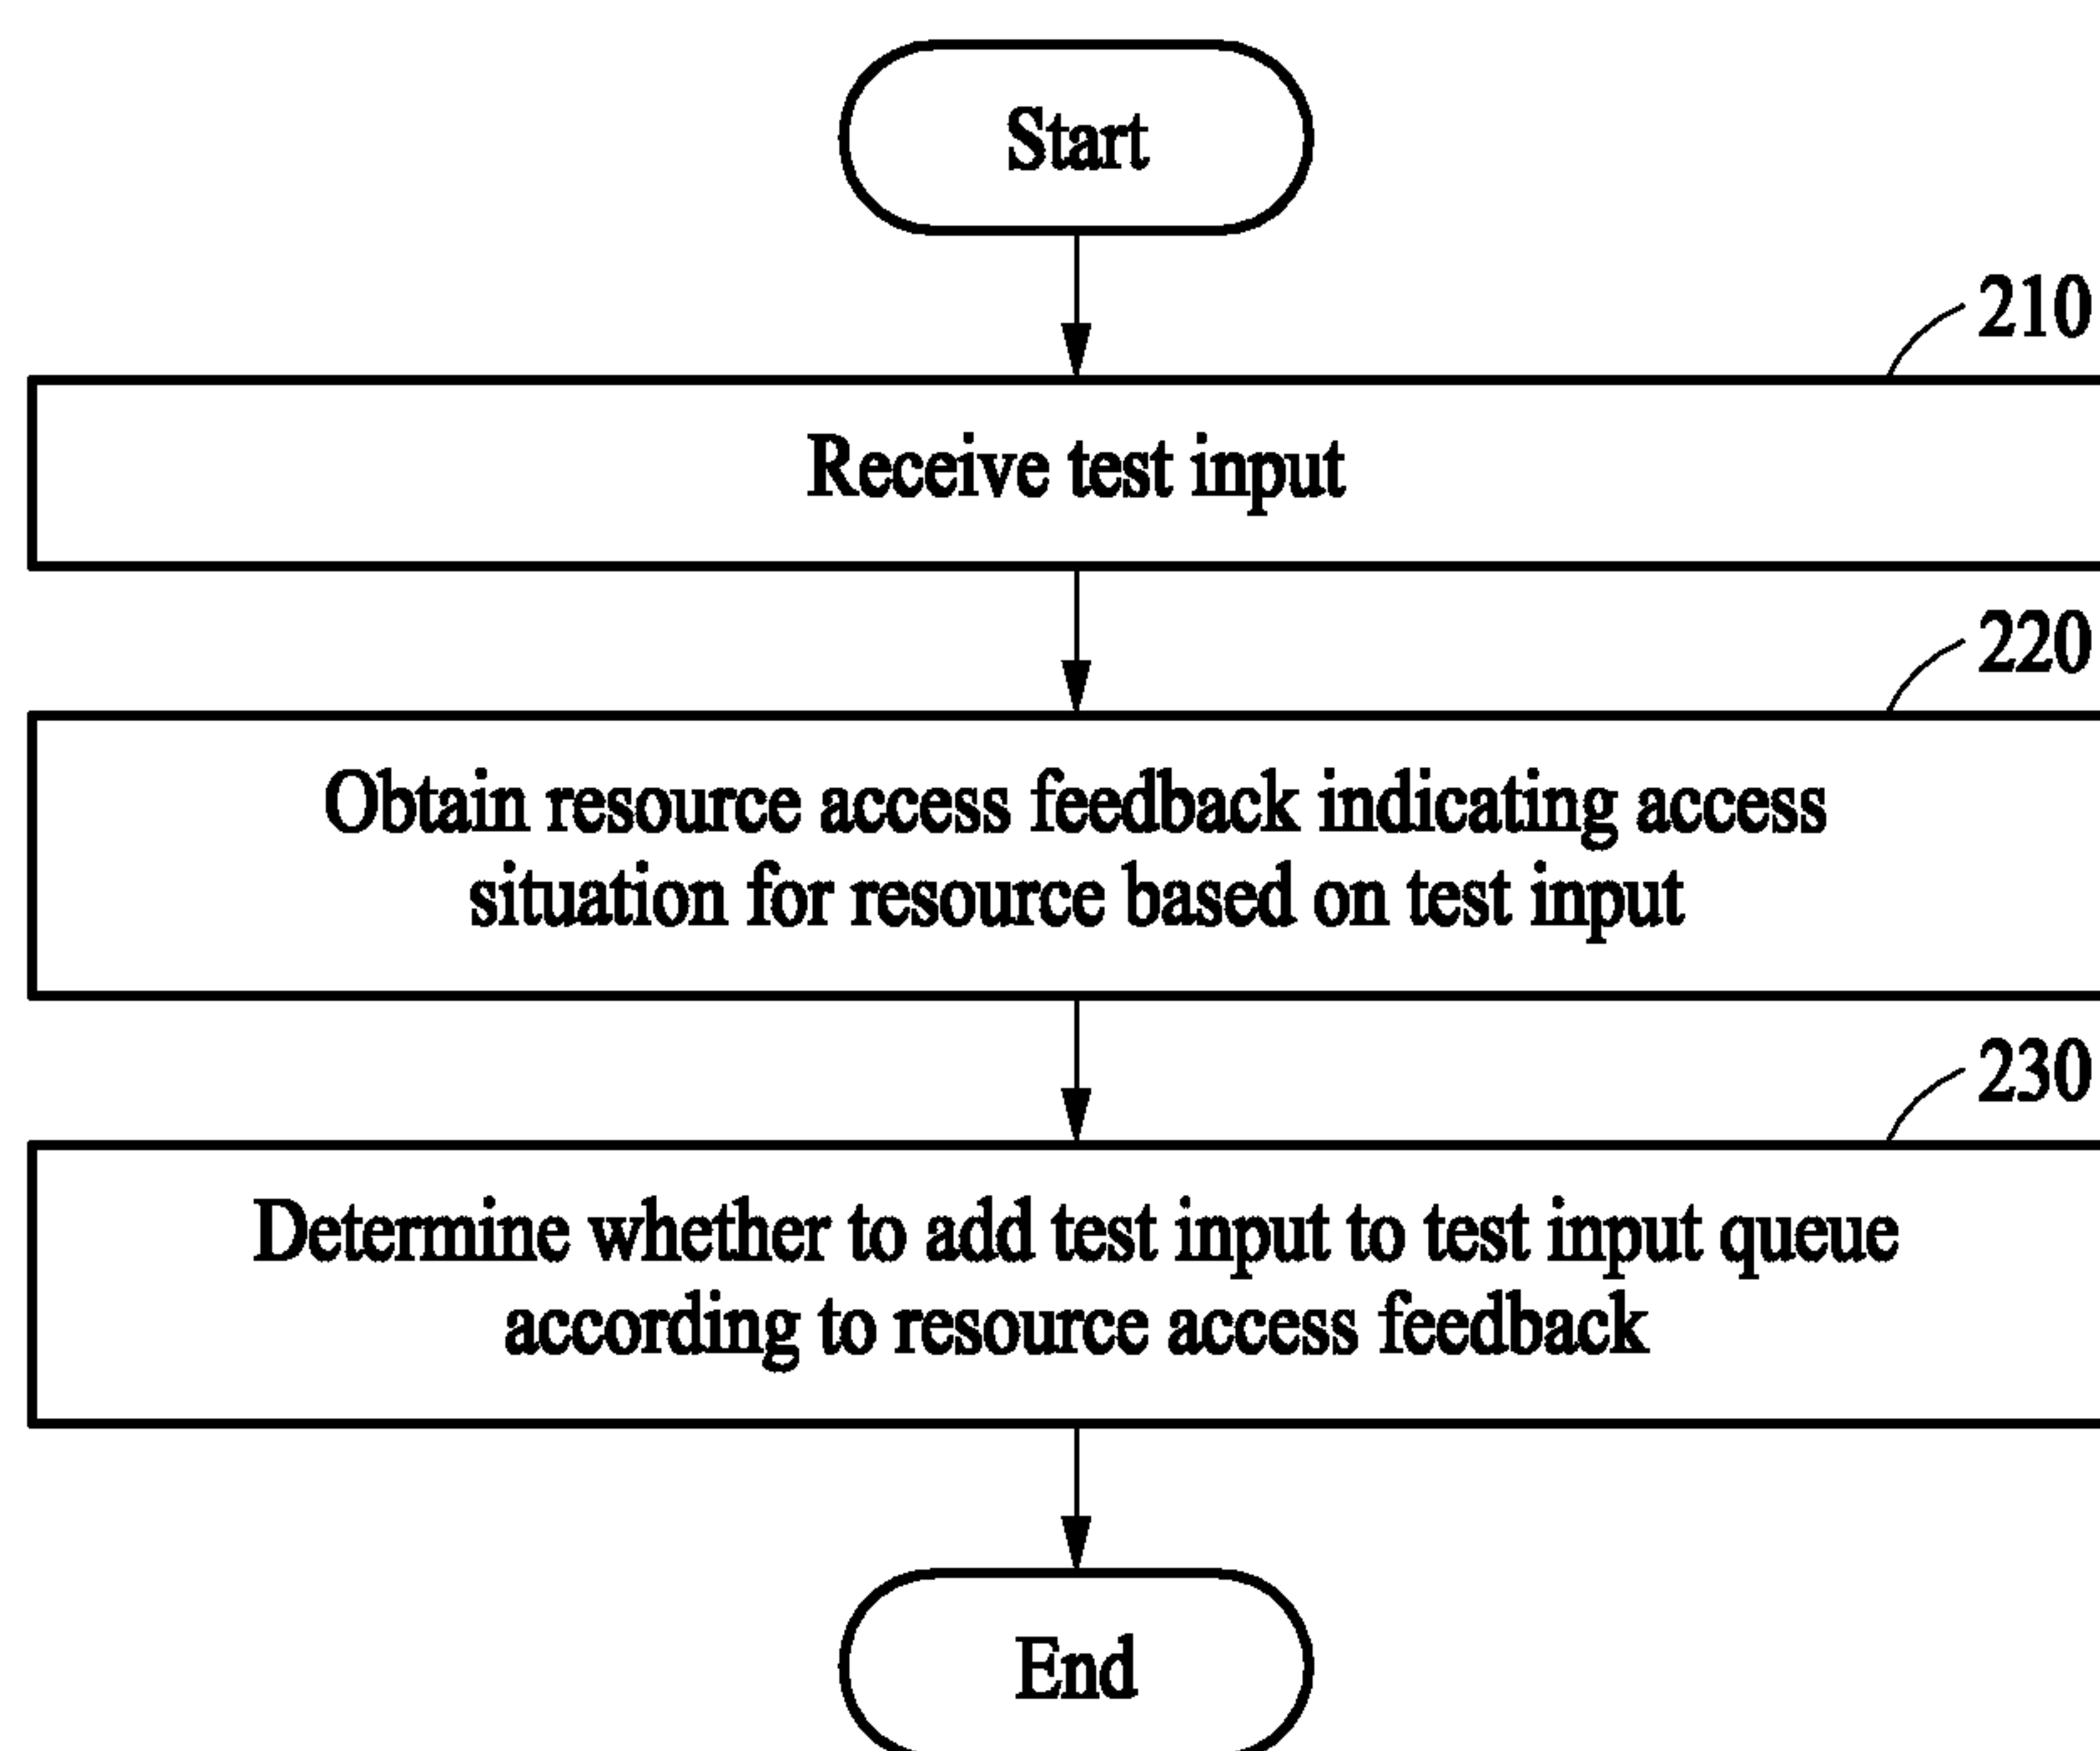 Start
210
Receive test input
220
Obtain resource access feedback indicating access
situation for resource based on test input
230
Determine whether to add test input to test input queue
according to resource access feedback
End